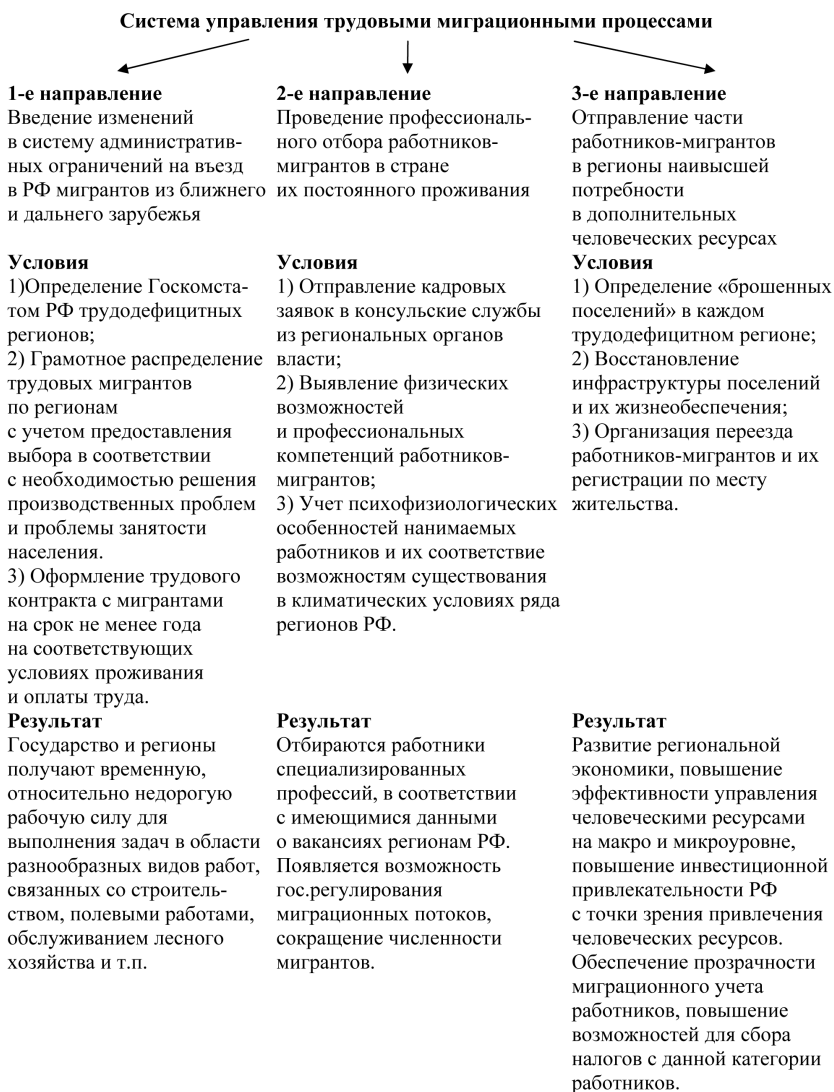 Система управления трудовыми миграционными процессами
1-е направление
Введение изменений
в систему административ-
ных ограничений на въезд
в РФ мигрантов из ближнего
и дальнего зарубежья
Условия
1)Определение Госкомста-
том РФ трудодефицитных
регионов;
2) Грамотное распределение
трудовых мигрантов
по регионам
с учетом предоставления
выбора в соответствии
с необходимостью решения
производственных проблем
и проблемы занятости
населения.
3) Оформление трудового
контракта с мигрантами
на срок не менее года
на соответствующих
условиях проживания
и оплаты труда.
Результат
Государство и регионы
получают временную,
относительно недорогую
рабочую силу для
выполнения задач в области
разнообразных видов работ,
связанных со строитель-
ством, полевыми работами,
обслуживанием лесного
хозяйства и т.п.
2-е направление
Проведение профессиональ-
ного отбора работников-
мигрантов в стране
их постоянного проживания
Условия
1) Отправление кадровых
заявок в консульские службы
из региональных органов
власти;
2) Выявление физических
возможностей
и профессиональных
компетенций работников-
мигрантов;
3) Учет психофизиологических
особенностей нанимаемых
работников и их соответствие
возможностям существования
в климатических условиях ряда
регионов РФ.
Результат
Отбираются работники
специализированных
профессий, в соответствии
с имеющимися данными
о вакансиях регионам РФ.
Появляется возможность
гос.регулирования
миграционных потоков,
сокращение численности
мигрантов.
3-е направление
Отправление части
работников-мигрантов
в регионы наивысшей
потребности
в дополнительных
человеческих ресурсах
Условия
1) Определение «брошенных
поселений» в каждом
трудодефицитном регионе;
2) Восстановление
инфраструктуры поселений
и их жизнеобеспечения;
3) Организация переезда
работников-мигрантов и их
регистрации по месту
жительства.
Результат
Развитие региональной
экономики, повышение
эффективности управления
человеческими ресурсами
на макро и микроуровне,
повышение инвестиционной
привлекательности РФ
с точки зрения привлечения
человеческих ресурсов.
Обеспечение прозрачности
миграционного учета
работников, повышение
возможностей для сбора
налогов с данной категории
работников.